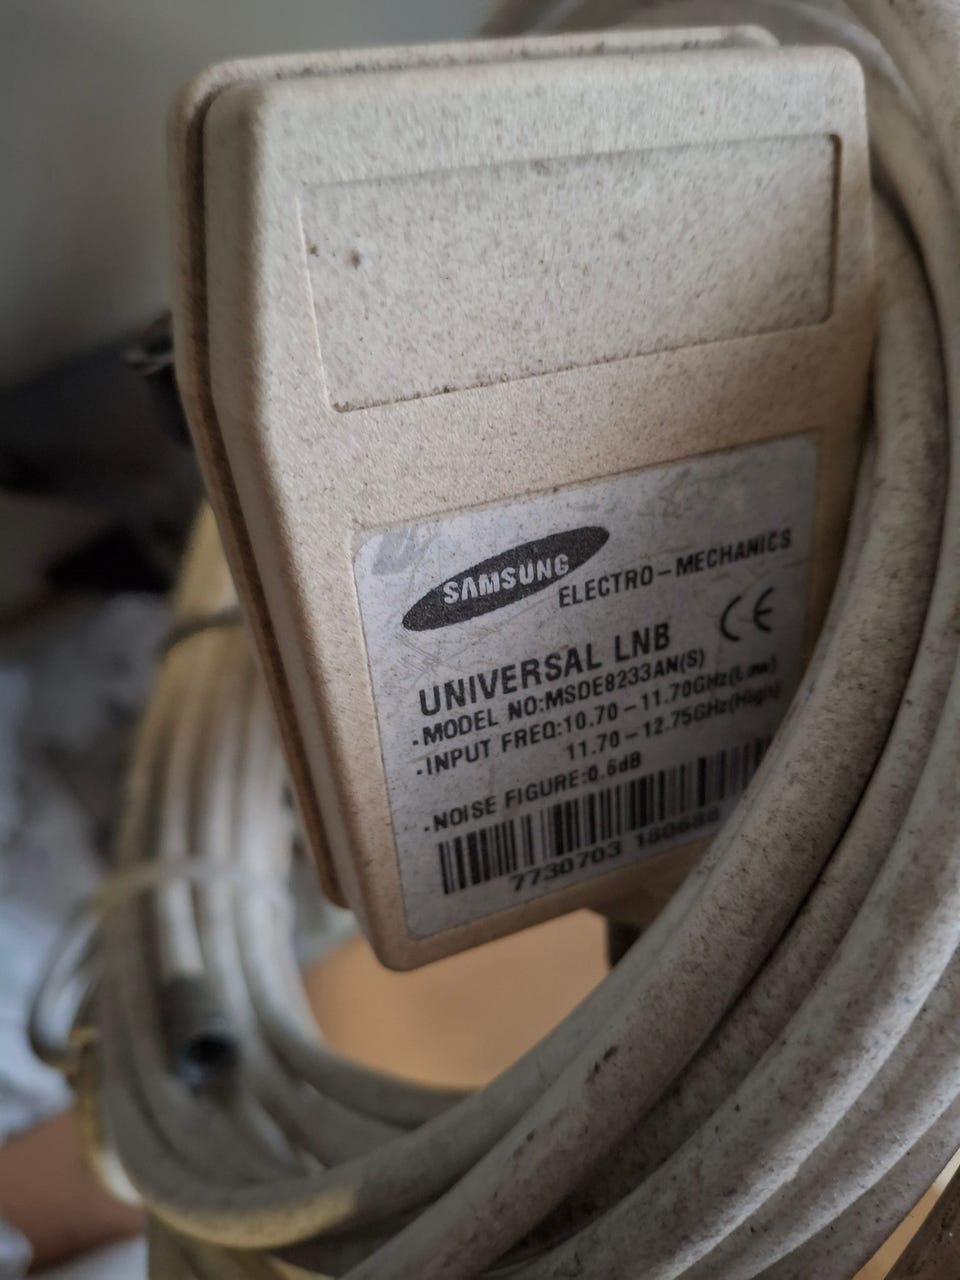 SAMSUNG
ELECTRO-MECHANICS
CE
UNIVERSAL LNB
·MODEL NO:MSDE8233AN(S)
·INPUT FREQ:10.70-11.70GHz(Low)
11.70-12.75GHz(High)
·NOISE FIGURE:0.6dB
7730703